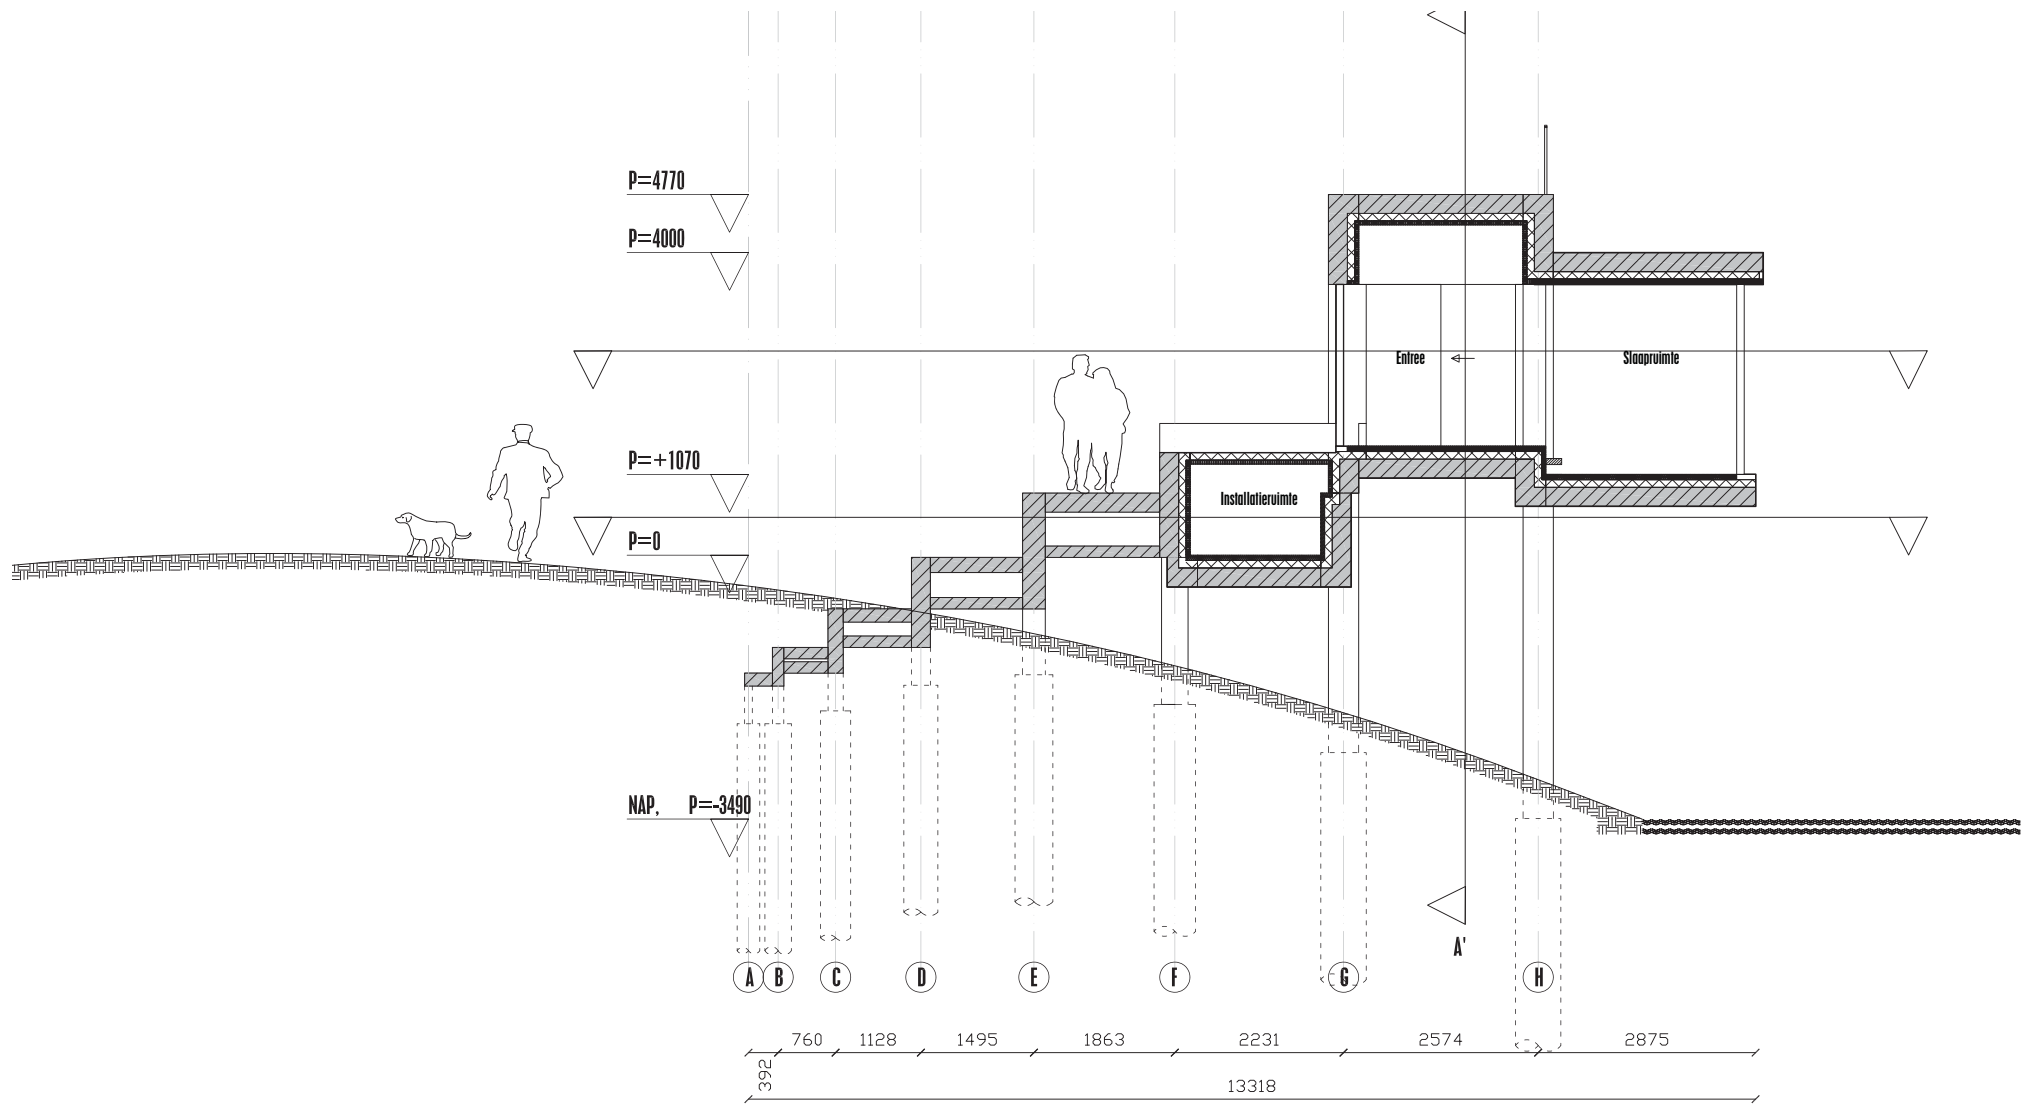 P=4770
P=4000
Entree
Slaapruimte
P=+1070
Installatieruimte
P=0
NAP, P=-3490
A'
A B C D E F G H
760 1128 1495 1863 2231 2574 2875
392
13318